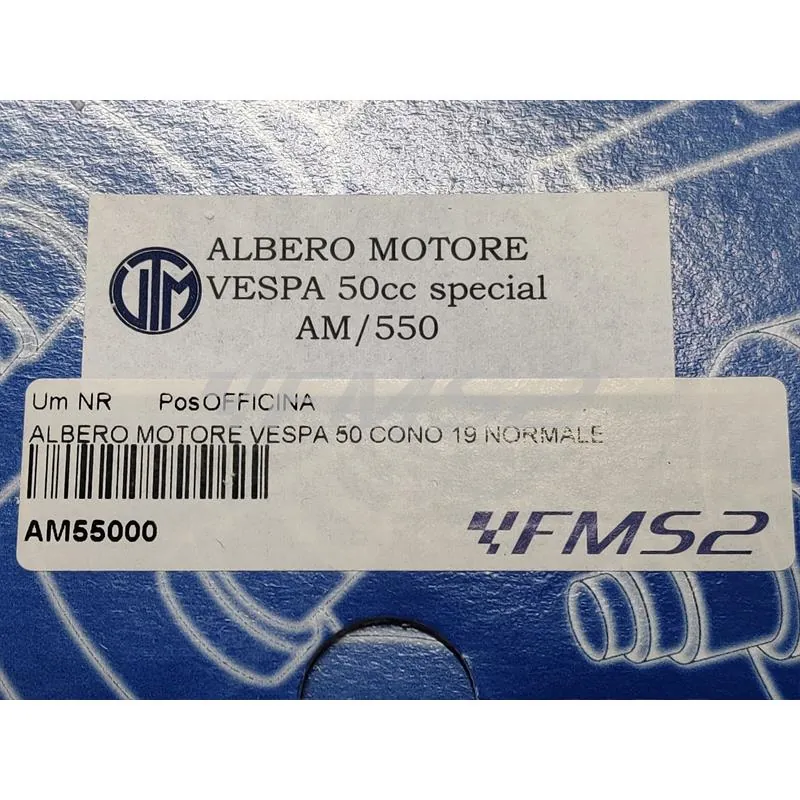 VTM
ALBERO MOTORE
VESPA 50cc special
AM/550
Um NR PosOFFICINA
ALBERO MOTORE VESPA 50 CONO 19 NORMALE
AM55000
FMS2